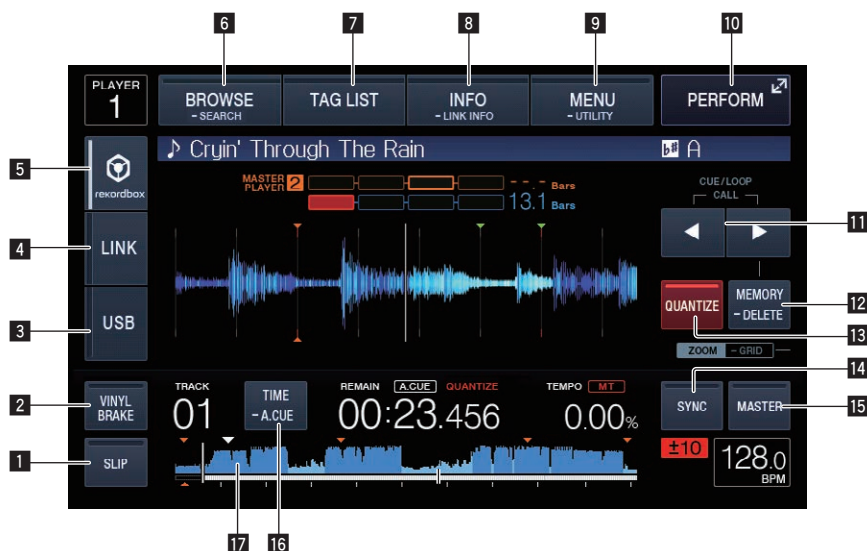 6 7 8 9 10
PLAYER
1
BROWSE
- SEARCH
TAG LIST
INFO
- LINK INFO
MENU
- UTILITY
PERFORM
♪ Cryin' Through The Rain
b# A
5
rekordbox
MASTER PLAYER 2
--.- Bars
13.1 Bars
CUE/LOOP
CALL
11
4
LINK
3
USB
QUANTIZE
MEMORY
- DELETE
12
13
ZOOM - GRID
14
2
VINYL
BRAKE
TRACK
01
TIME
- A.CUE
REMAIN A.CUE QUANTIZE
00:23.456
TEMPO MT
0.00%
SYNC
MASTER
15
1
SLIP
±10
128.0
BPM
17 16